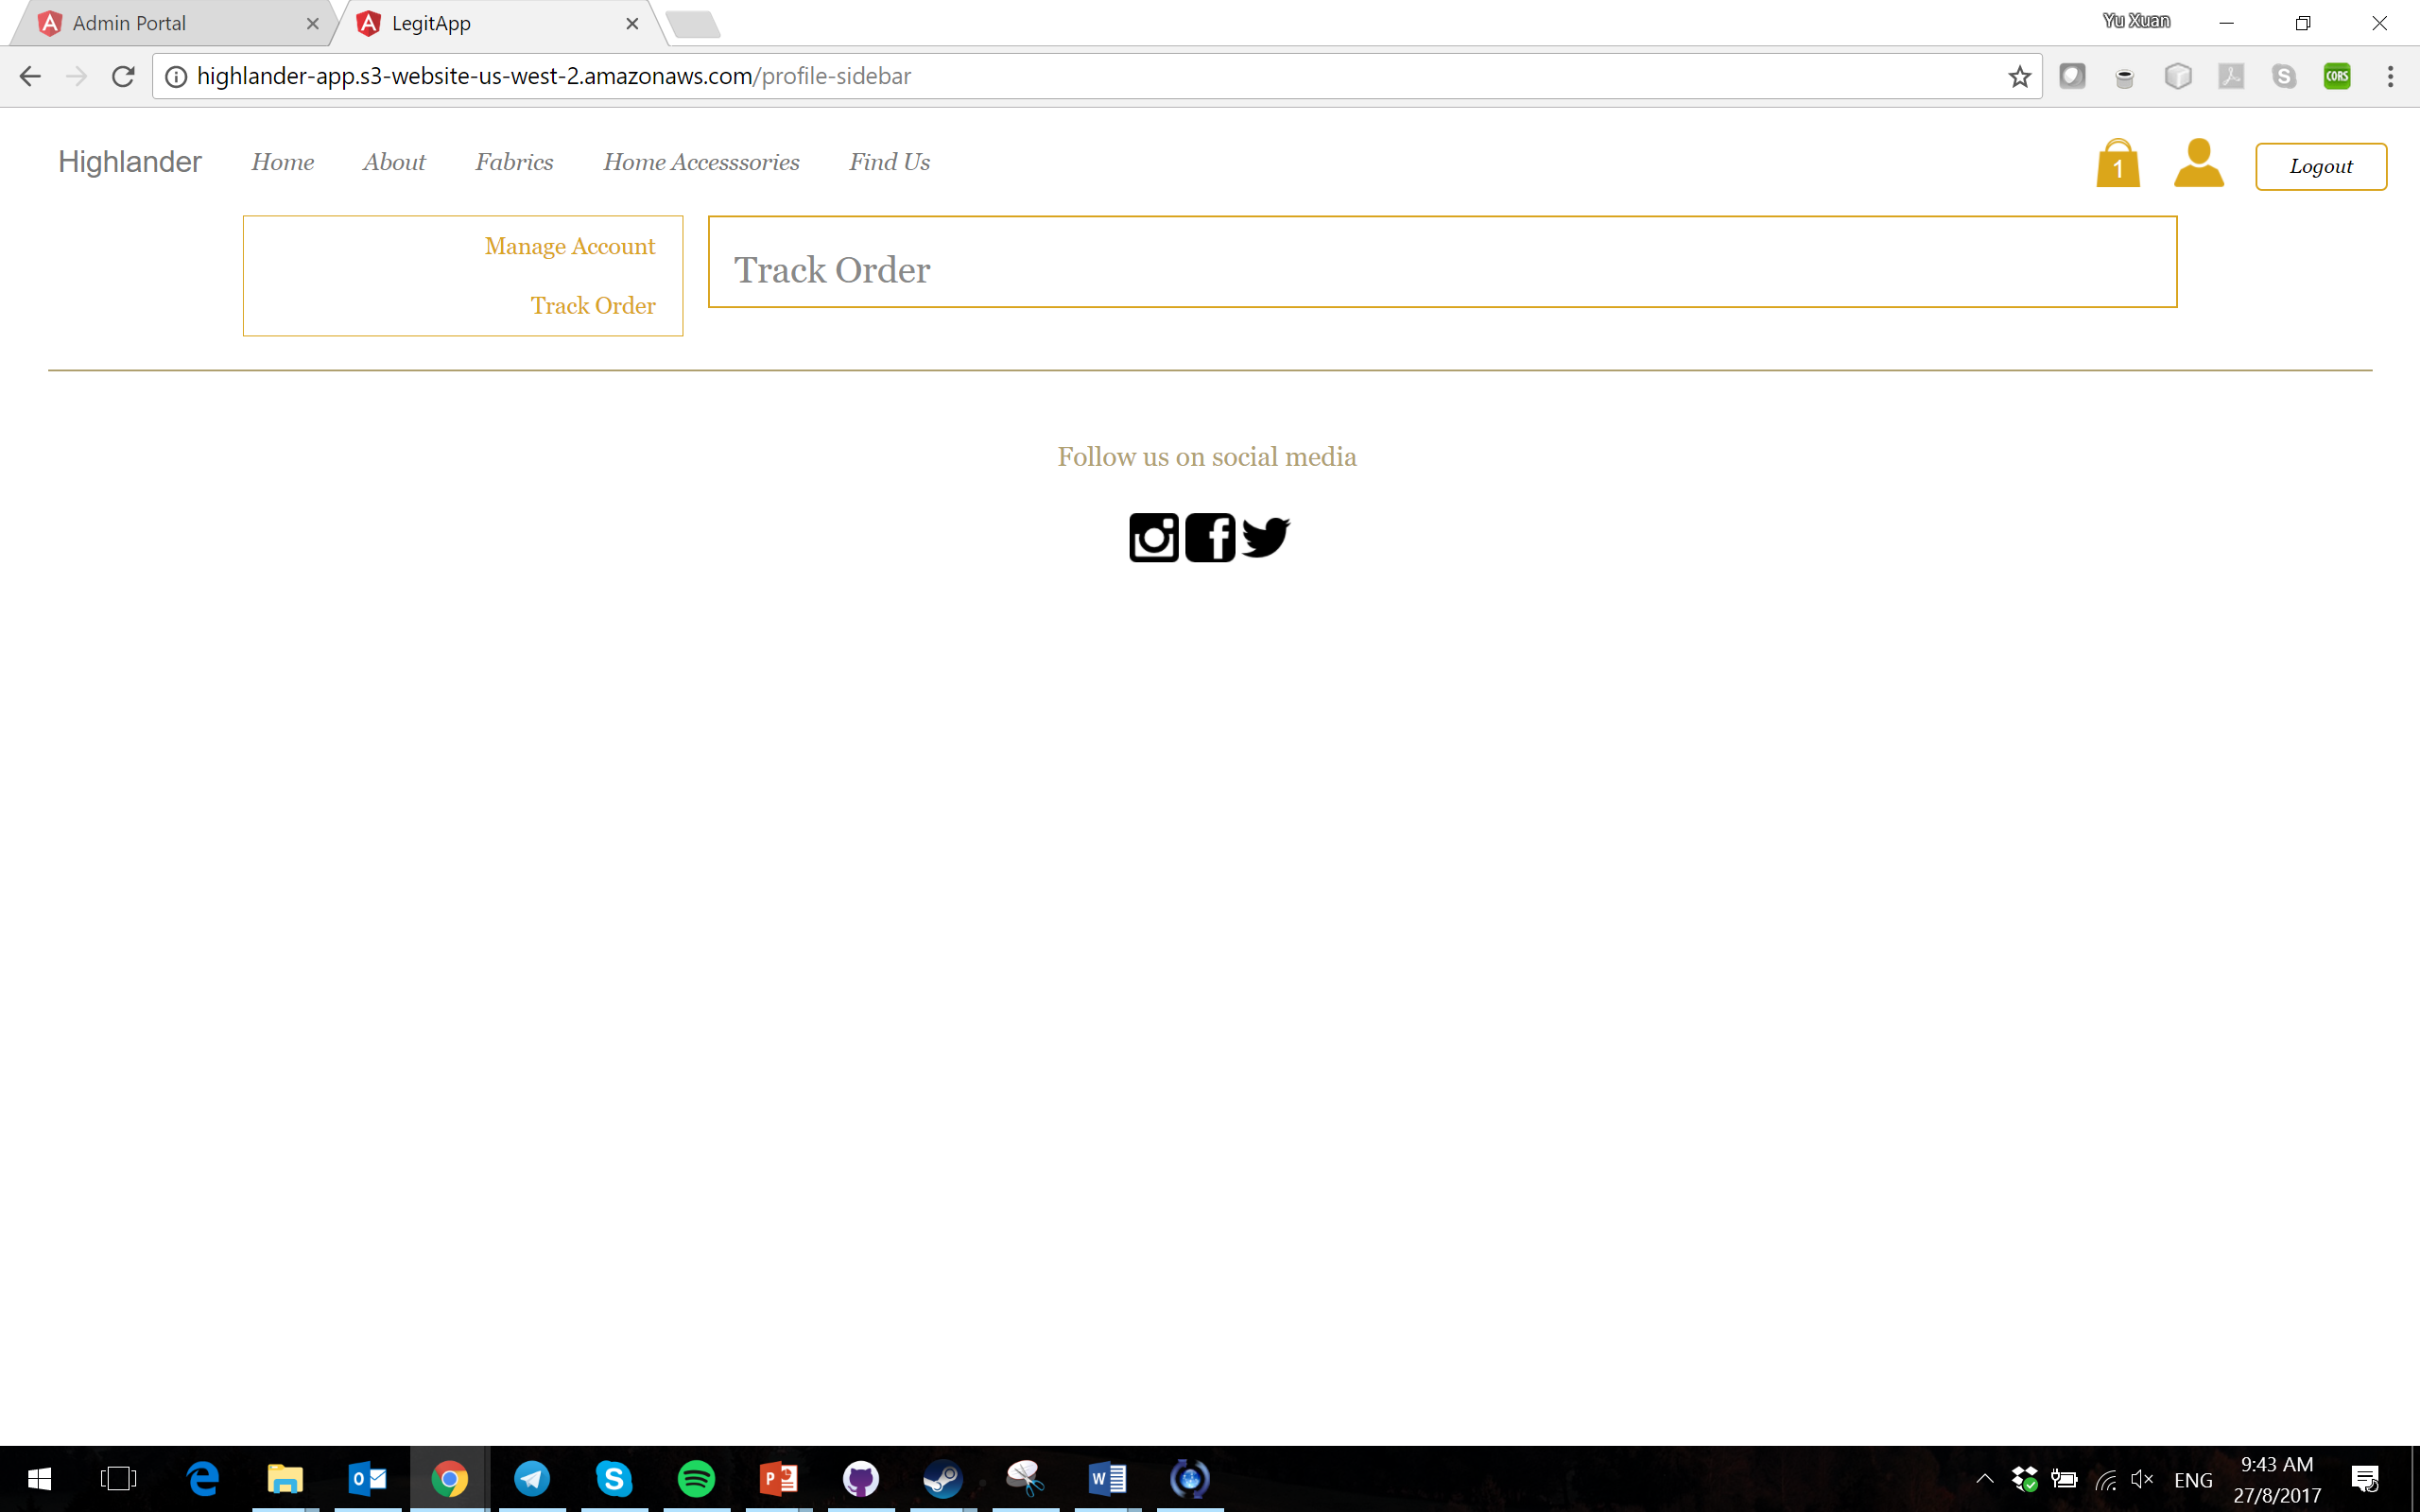 Admin Portal LegitApp Yu Xuan
highlander-app.s3-website-us-west-2.amazonaws.com/profile-sidebar CORS
Highlander Home About Fabrics Home Accesssories Find Us 1 Logout
Manage Account
Track Order
Track Order
Follow us on social media
ENG
9:43 AM
27/8/2017